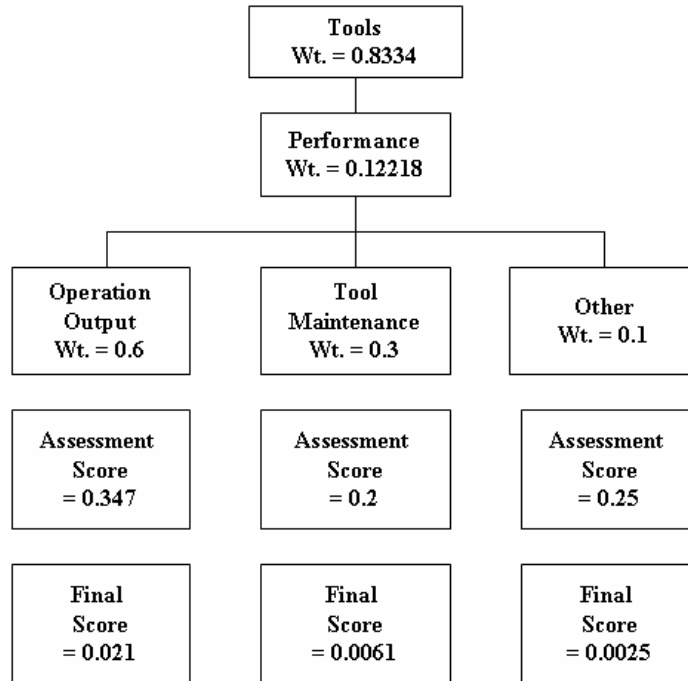 Tools
Wt. = 0.8334
Performance
Wt. = 0.12218
Operation
Output
Wt. = 0.6
Tool
Maintenance
Wt. = 0.3
Other
Wt. = 0.1
Assessment
Score
= 0.347
Assessment
Score
= 0.2
Assessment
Score
= 0.25
Final
Score
= 0.021
Final
Score
= 0.0061
Final
Score
= 0.0025